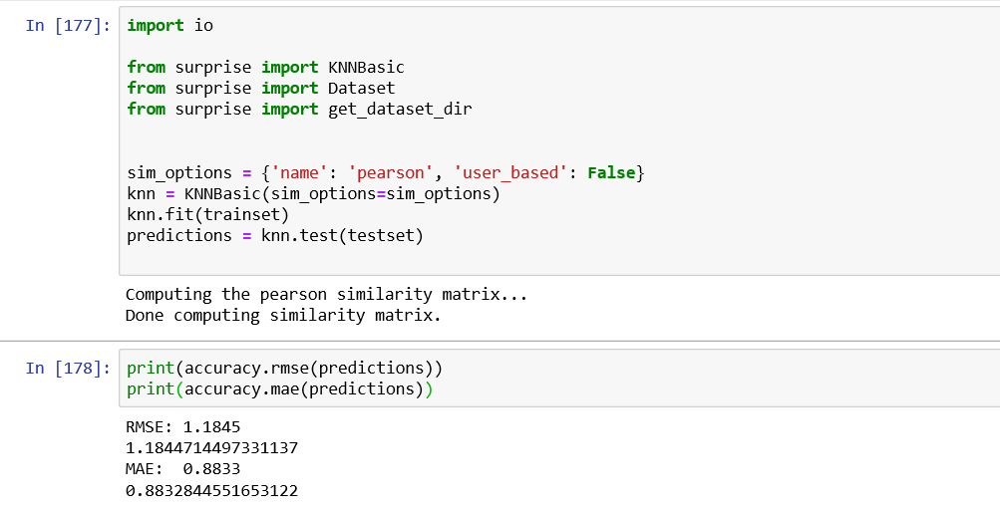 In [177]:
import io
from surprise import KNNBasic
from surprise import Dataset
from surprise import get_dataset_dir
sim_options = {'name': 'pearson', 'user_based': False}
knn = KNNBasic(sim_options=sim_options)
knn.fit(trainset)
predictions = knn.test(testset)
Computing the pearson similarity matrix...
Done computing similarity matrix.
In [178]:
print(accuracy.rmse(predictions))
print(accuracy.mae(predictions))
RMSE: 1.1845
1.1844714497331137
MAE:  0.8833
0.8832844551653122